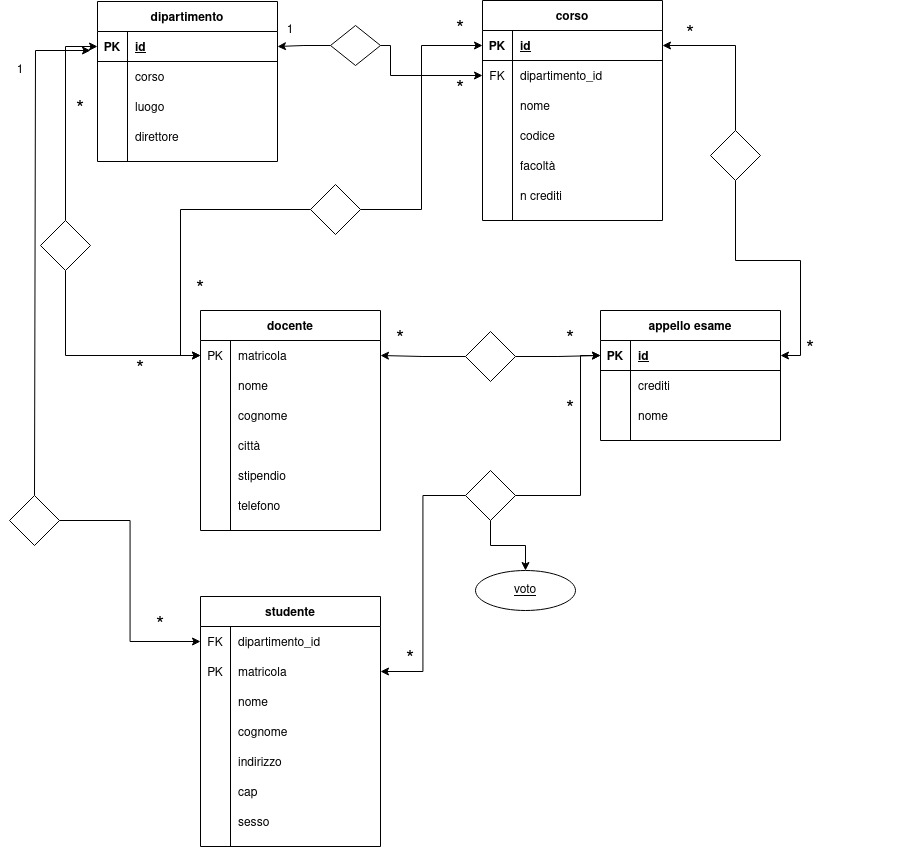 dipartimento
PK id
corso
luogo
direttore
1
*
*
1
*
corso
PK id
FK dipartimento_id
nome
codice
facoltà
n crediti
*
*
*
*
docente
PK matricola
nome
cognome
città
stipendio
telefono
*
*
*
appello esame
PK id
crediti
nome
*
voto
*
studente
FK dipartimento_id
PK matricola
nome
cognome
indirizzo
cap
sesso
*